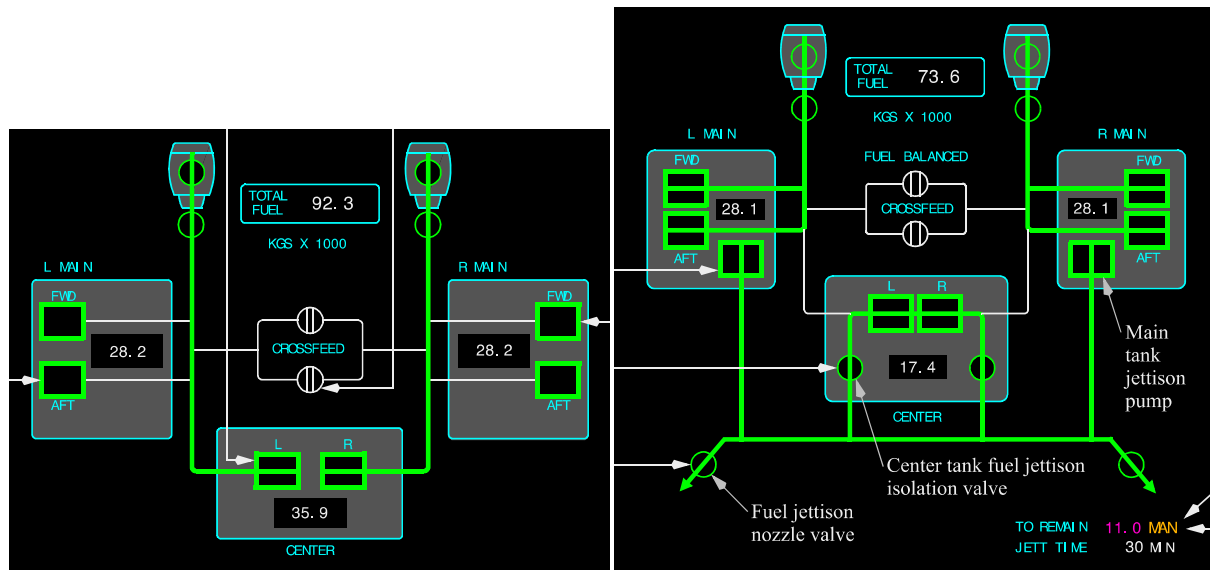 TOTAL
FUEL
92.3
KGS X 1000
L MAIN
R MAIN
FWD
FWD
28.2
28.2
CROSSFEED
AFT
AFT
L
R
35.9
CENTER
TOTAL
FUEL
73.6
KGS X 1000
L MAIN
R MAIN
FUEL BALANCED
FWD
FWD
28.1
28.1
CROSSFEED
AFT
AFT
L
R
17.4
CENTER
Main
tank
jettison
pump
Center tank fuel jettison
isolation valve
Fuel jettison
nozzle valve
TO REMAIN 11.0 MAN
JETT TIME 30 MIN